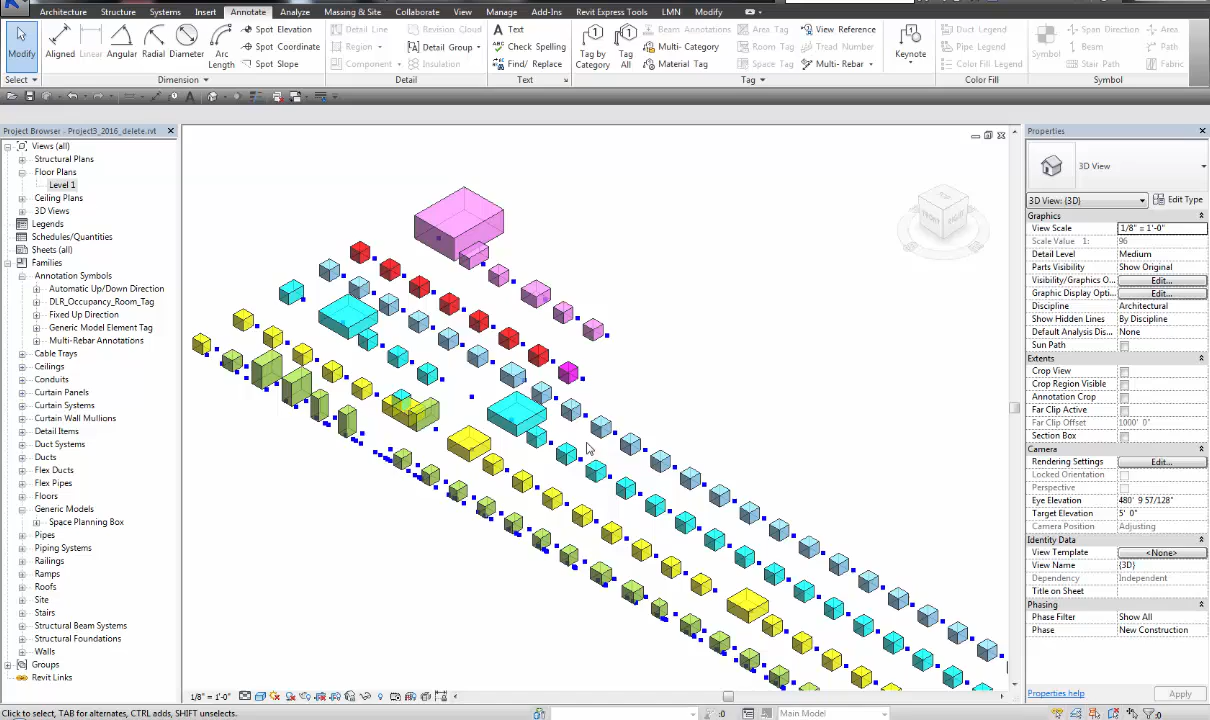 Architecture Structure Systems Insert Annotate Analyze Massing & Site Collaborate View Manage Add-Ins Revit Express Tools LMN Modify
Modify Aligned Linear Angular Radial Diameter Arc Length Spot Elevation Detail Line Revision Cloud Text Tag by Category Tag All Beam Annotations Area Tag View Reference Keynote Duct Legend Symbol Span Direction Area
Spot Coordinate Region Detail Group Check Spelling Multi- Category Room Tag Tread Number Pipe Legend Beam Path
Spot Slope Component Insulation Find/ Replace Material Tag Space Tag Multi- Rebar Color Fill Legend Stair Path Fabric
Select Dimension Detail Text Tag Color Fill Symbol
Project Browser - Project3_2016_delete.rvt
Views (all)
Structural Plans
Floor Plans
Level 1
Ceiling Plans
3D Views
Legends
Schedules/Quantities
Sheets (all)
Families
Annotation Symbols
Automatic Up/Down Direction
DLR_Occupancy_Room_Tag
Fixed Up Direction
Generic Model Element Tag
Multi-Rebar Annotations
Cable Trays
Ceilings
Conduits
Curtain Panels
Curtain Systems
Curtain Wall Mullions
Detail Items
Duct Systems
Ducts
Flex Ducts
Flex Pipes
Floors
Generic Models
Space Planning Box
Pipes
Piping Systems
Railings
Ramps
Roofs
Site
Stairs
Structural Beam Systems
Structural Foundations
Walls
Groups
Revit Links
Properties
3D View
3D View: {3D} Edit Type
Graphics
View Scale 1/8" = 1'-0"
Scale Value 1: 96
Detail Level Medium
Parts Visibility Show Original
Visibility/Graphics O... Edit...
Graphic Display Opti... Edit...
Discipline Architectural
Show Hidden Lines By Discipline
Default Analysis Dis... None
Sun Path
Extents
Crop View
Crop Region Visible
Annotation Crop
Far Clip Active
Far Clip Offset 1000' 0"
Section Box
Camera
Rendering Settings Edit...
Locked Orientation
Perspective
Eye Elevation 480' 9 57/128"
Target Elevation 5' 0"
Camera Position Adjusting
Identity Data
View Template <None>
View Name {3D}
Dependency Independent
Title on Sheet
Phasing
Phase Filter Show All
Phase New Construction
Properties help Apply
1/8" = 1'-0"
Click to select, TAB for alternates, CTRL adds, SHIFT unselects. :0 Main Model :0